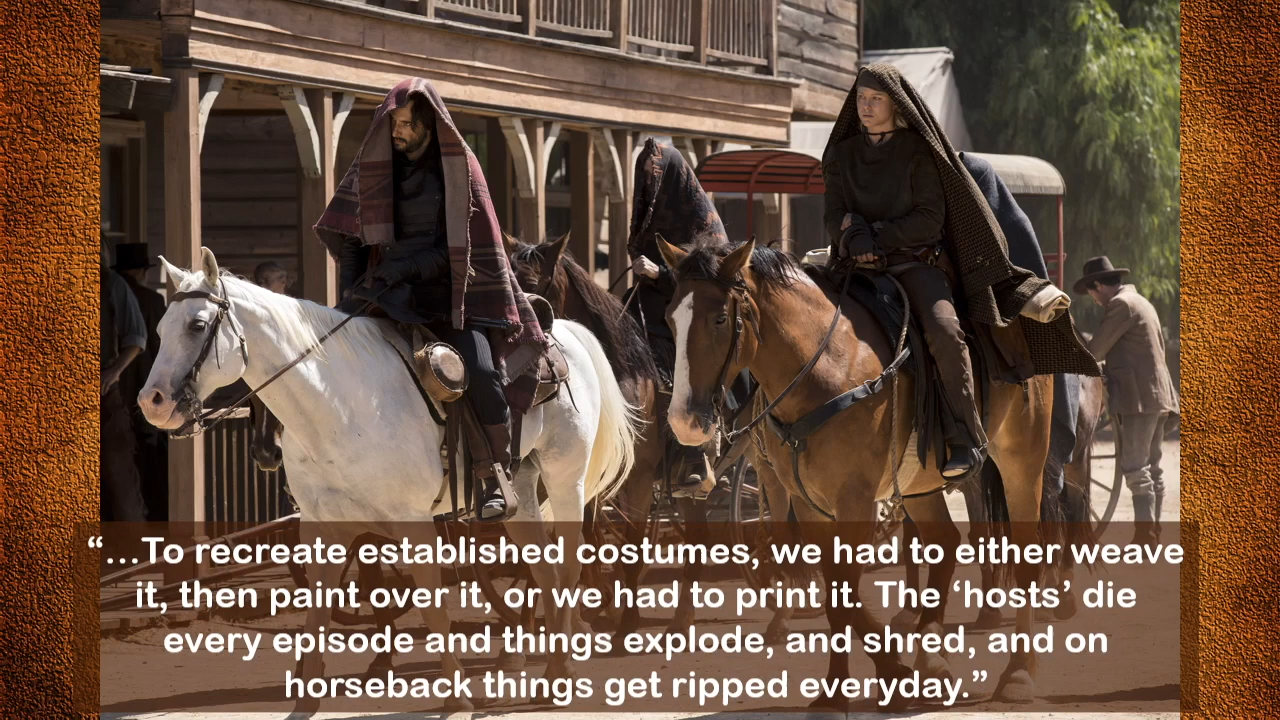 “…To recreate established costumes, we had to either weave
it, then paint over it, or we had to print it. The ‘hosts’ die
every episode and things explode, and shred, and on
horseback things get ripped everyday.”